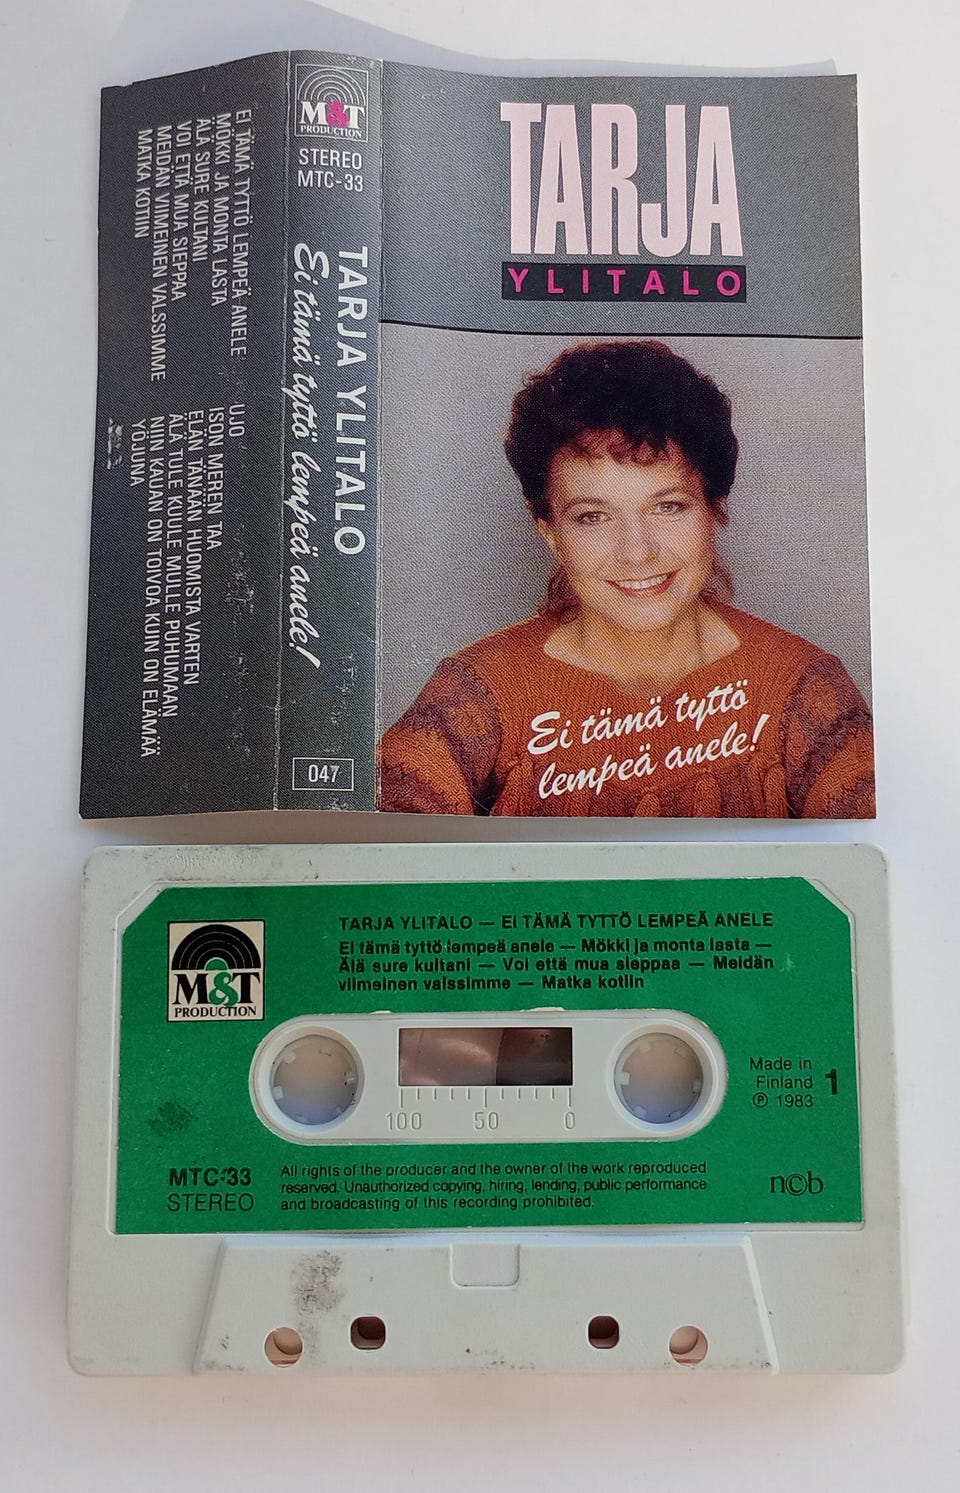 EI TÄMÄ TYTTÖ LEMPEÄ ANELE
MÖKKI JA MONTA LASTA
ÄLÄ SURE KULTANI
VOI ETTÄ MUA SIEPPAA
MEIDÄN VIIMEINEN VALSSIMME
MATKA KOTIIN
UJO
ISON MEREN TAA
ELÄN TÄNÄÄN HUOMISTA VARTEN
ÄLÄ TULE KUULE MULLE PUHUMAAN
NIIN KAUAN ON TOIVOA KUIN ON ELÄMÄÄ
YÖJUNA
M&T
PRODUCTION
STEREO
MTC-33
TARJA YLITALO
Ei tämä tyttö lempeä anele!
047
TARJA
YLITALO
Ei tämä tyttö
lempeä anele!
M&T
PRODUCTION
TARJA YLITALO — EI TÄMÄ TYTTÖ LEMPEÄ ANELE
Ei tämä tyttö lempeä anele — Mökki ja monta lasta —
Älä sure kultani — Voi että mua sieppaa — Meidän
viimeinen valssimme — Matka kotiin
100 50 0
Made in
Finland
℗ 1983
1
MTC-33
STEREO
All rights of the producer and the owner of the work reproduced
reserved. Unauthorized copying, hiring, lending, public performance
and broadcasting of this recording prohibited.
n©b